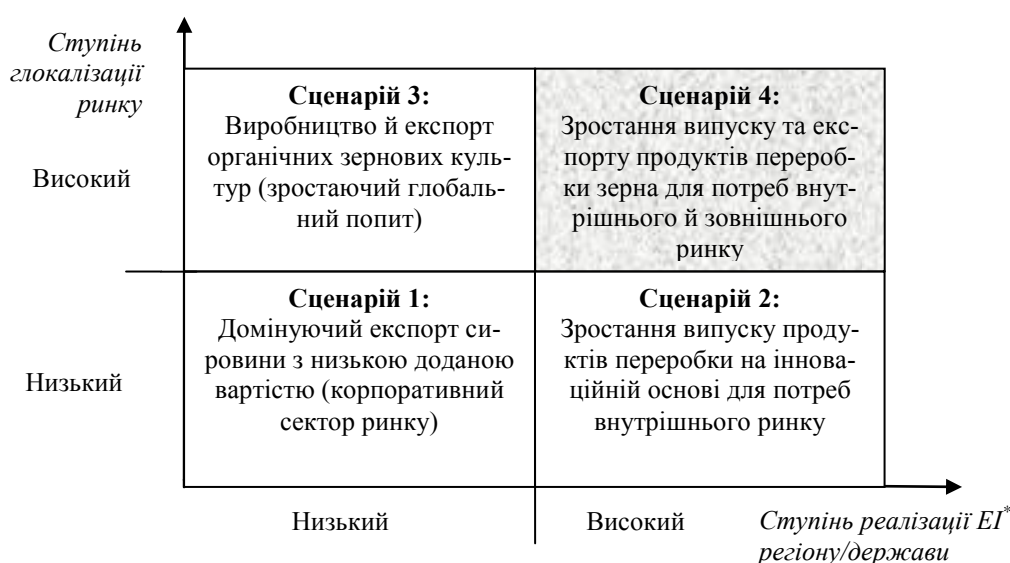 Ступінь
глокалізації
ринку
Високий
Сценарій 3:
Виробництво й експорт
органічних зернових куль-
тур (зростаючий глобаль-
ний попит)
Сценарій 4:
Зростання випуску та екс-
порту продуктів перероб-
ки зерна для потреб внут-
рішнього й зовнішнього
ринку
Низький
Сценарій 1:
Домінуючий експорт си-
ровини з низькою доданою
вартістю (корпоративний
сектор ринку)
Сценарій 2:
Зростання випуску проду-
ктів переробки на іннова-
ційній основі для потреб
внутрішнього ринку
Низький
Високий
Ступінь реалізації ЕІ*
регіону/держави